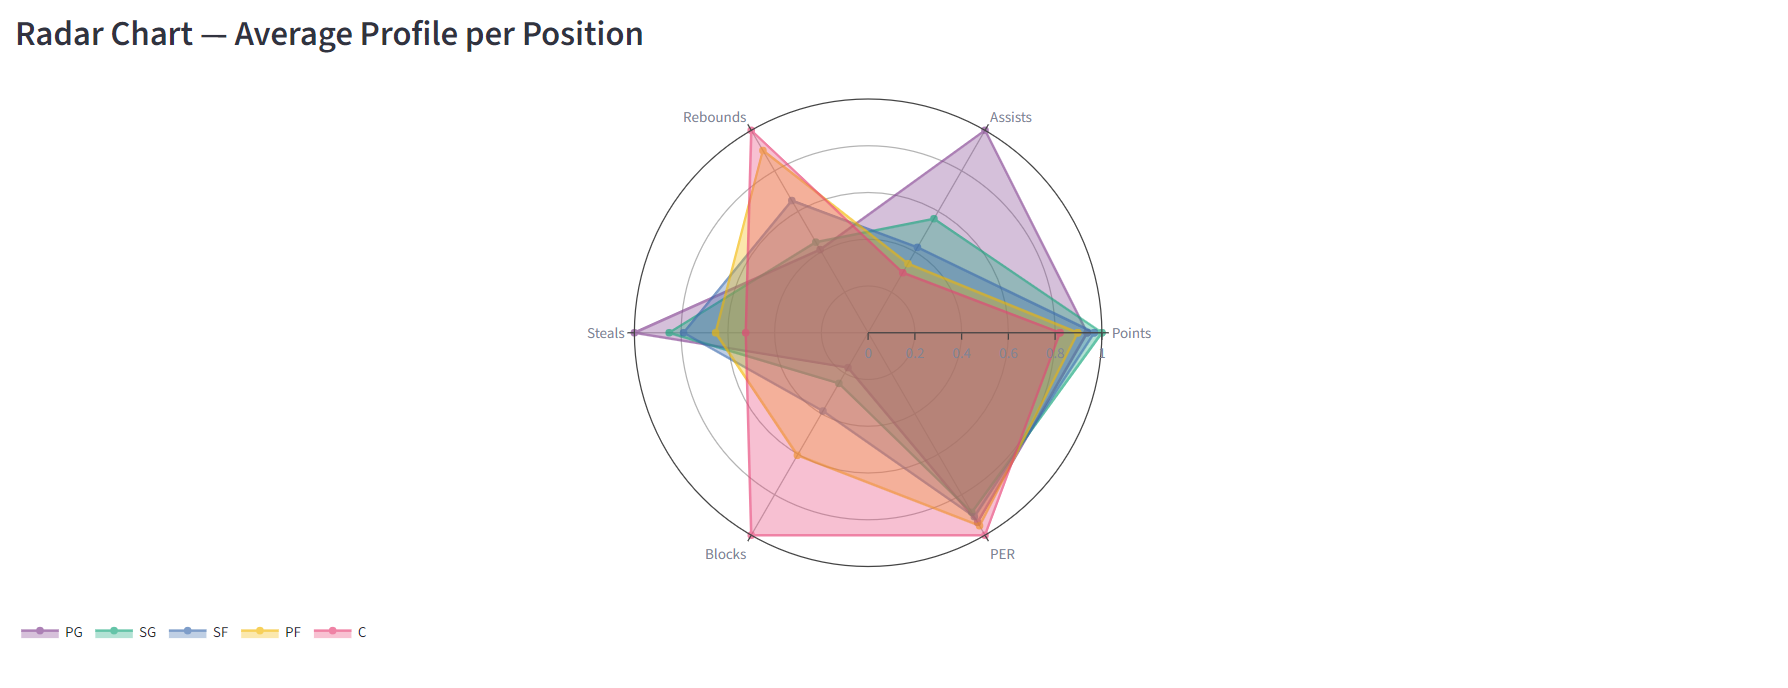 Radar Chart — Average Profile per Position
Rebounds
Assists
Steals
Points
0 0.2 0.4 0.6 0.8 1
Blocks
PER
PG SG SF PF C